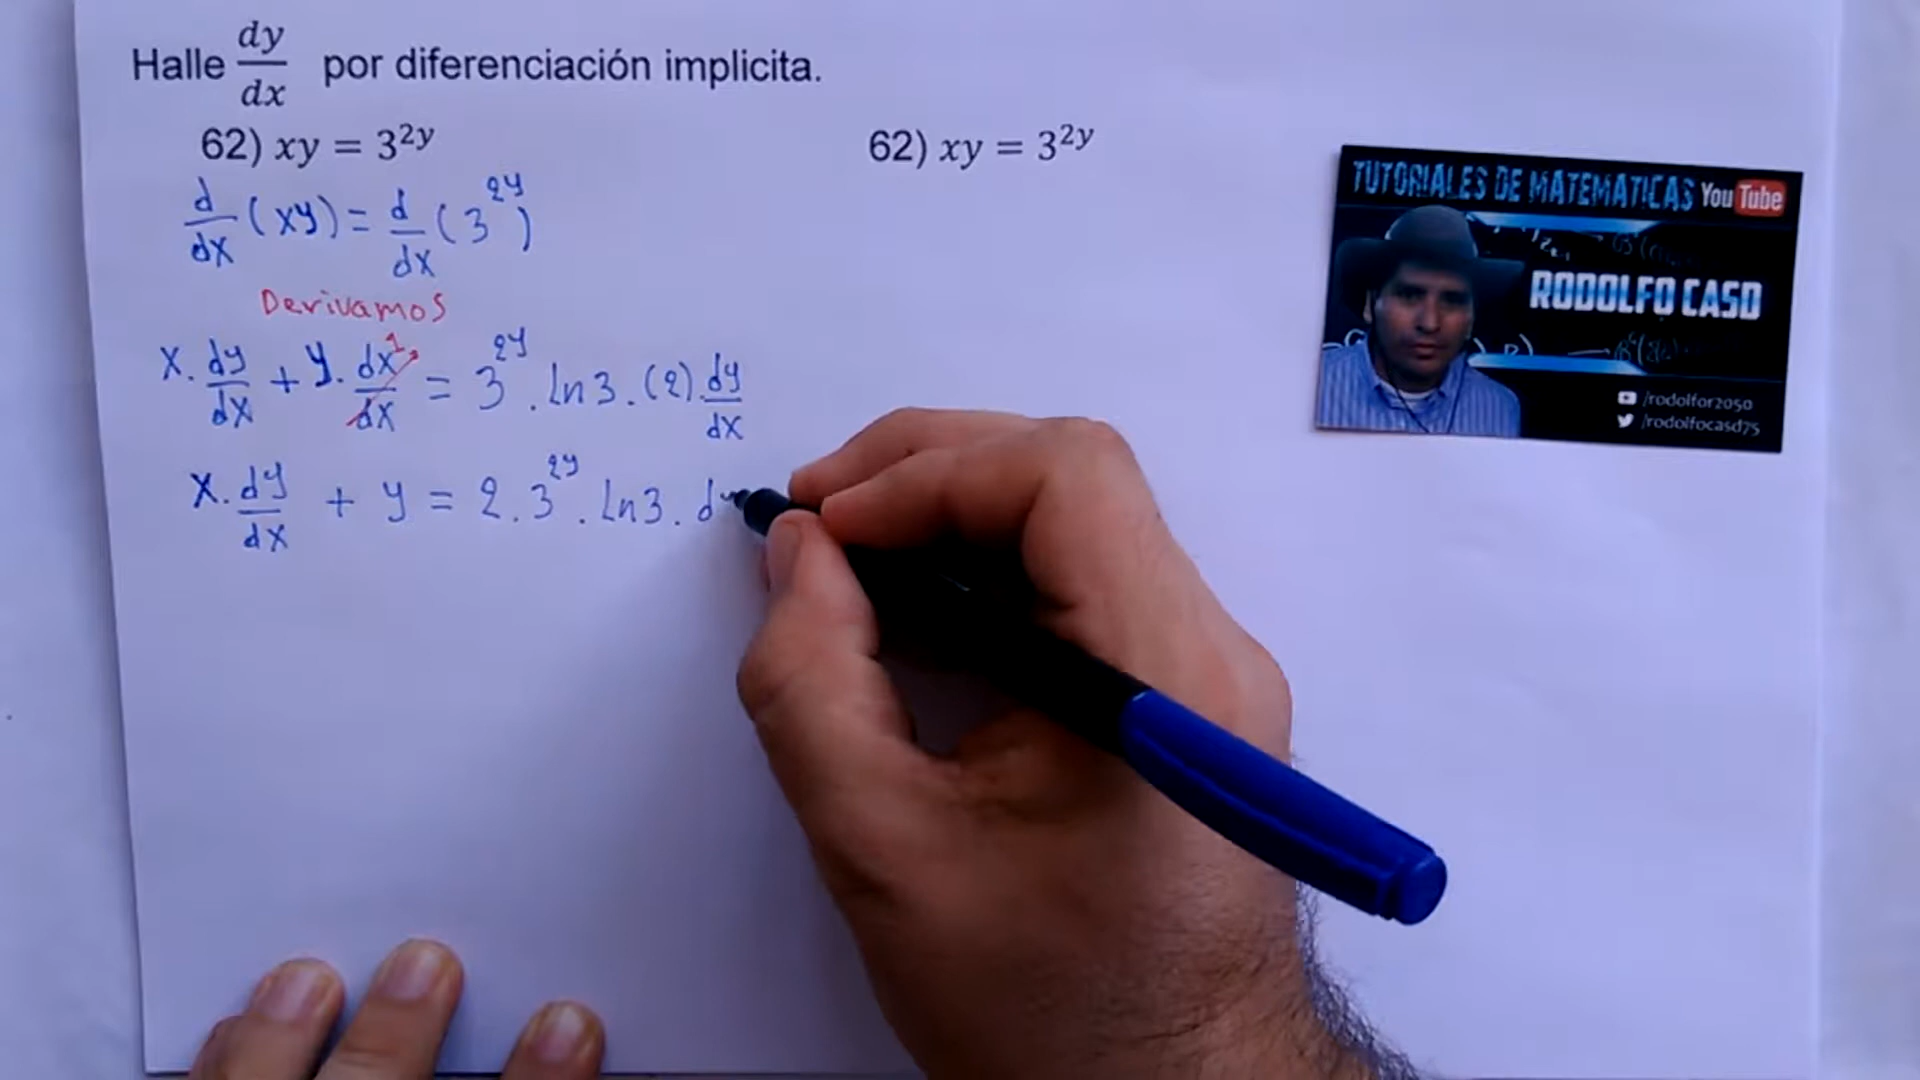 Halle dy/dx por diferenciación implicita.
62) xy = 3^{2y}
d/dx (xy) = d/dx (3^{2y})
Derivamos
x. dy/dx + y. dx/dx 1 = 3^{2y} . ln3 . (2). dy/dx
x. dy/dx + y = 2. 3^{2y} . ln3. d
62) xy = 3^{2y}
TUTORIALES DE MATEMATICAS YouTube
RODOLFO CASD
/rodolfor2050
/rodolfocasd75